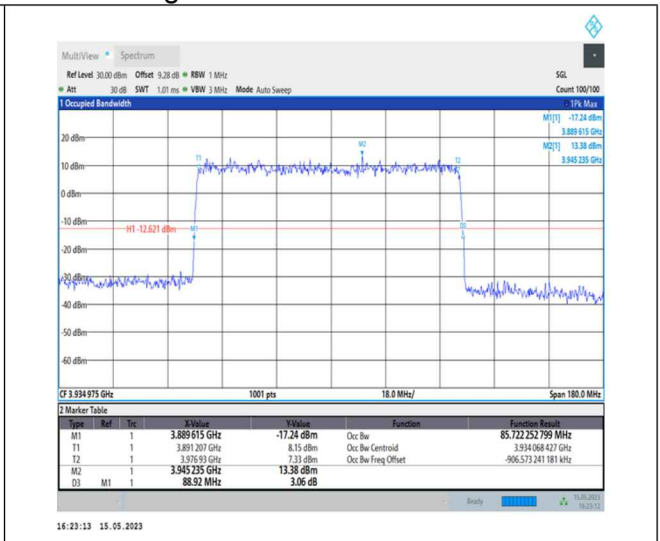 MultiView Spectrum
Ref Level 30.00 dBm Offset 9.28 dB RBW 1 MHz SGL
Att 30 dB SWT 1.01 ms VBW 3 MHz Mode Auto Sweep Count 100/100
1 Occupied Bandwidth 1Pk Max
M1[1] -17.24 dBm
3.889 615 GHz
M2[1] 13.38 dBm
3.945 235 GHz
20 dBm
M2
T1 T2
10 dBm
0 dBm
-10 dBm
H1 -12.621 dBm M1 D3
-20 dBm
-30 dBm
-40 dBm
-50 dBm
-60 dBm
CF 3.934 975 GHz 1001 pts 18.0 MHz/ Span 180.0 MHz
2 Marker Table
Type Ref Trc X-Value Y-Value Function Function Result
M1 1 3.889 615 GHz -17.24 dBm Occ Bw 85.722 252 799 MHz
T1 1 3.891 207 GHz 8.15 dBm Occ Bw Centroid 3.934 068 427 GHz
T2 1 3.976 93 GHz 7.33 dBm Occ Bw Freq Offset -906.573 241 181 kHz
M2 1 3.945 235 GHz 13.38 dBm
D3 M1 1 88.92 MHz 3.06 dB
Ready 15.05.2023
16:23:12
16:23:13 15.05.2023